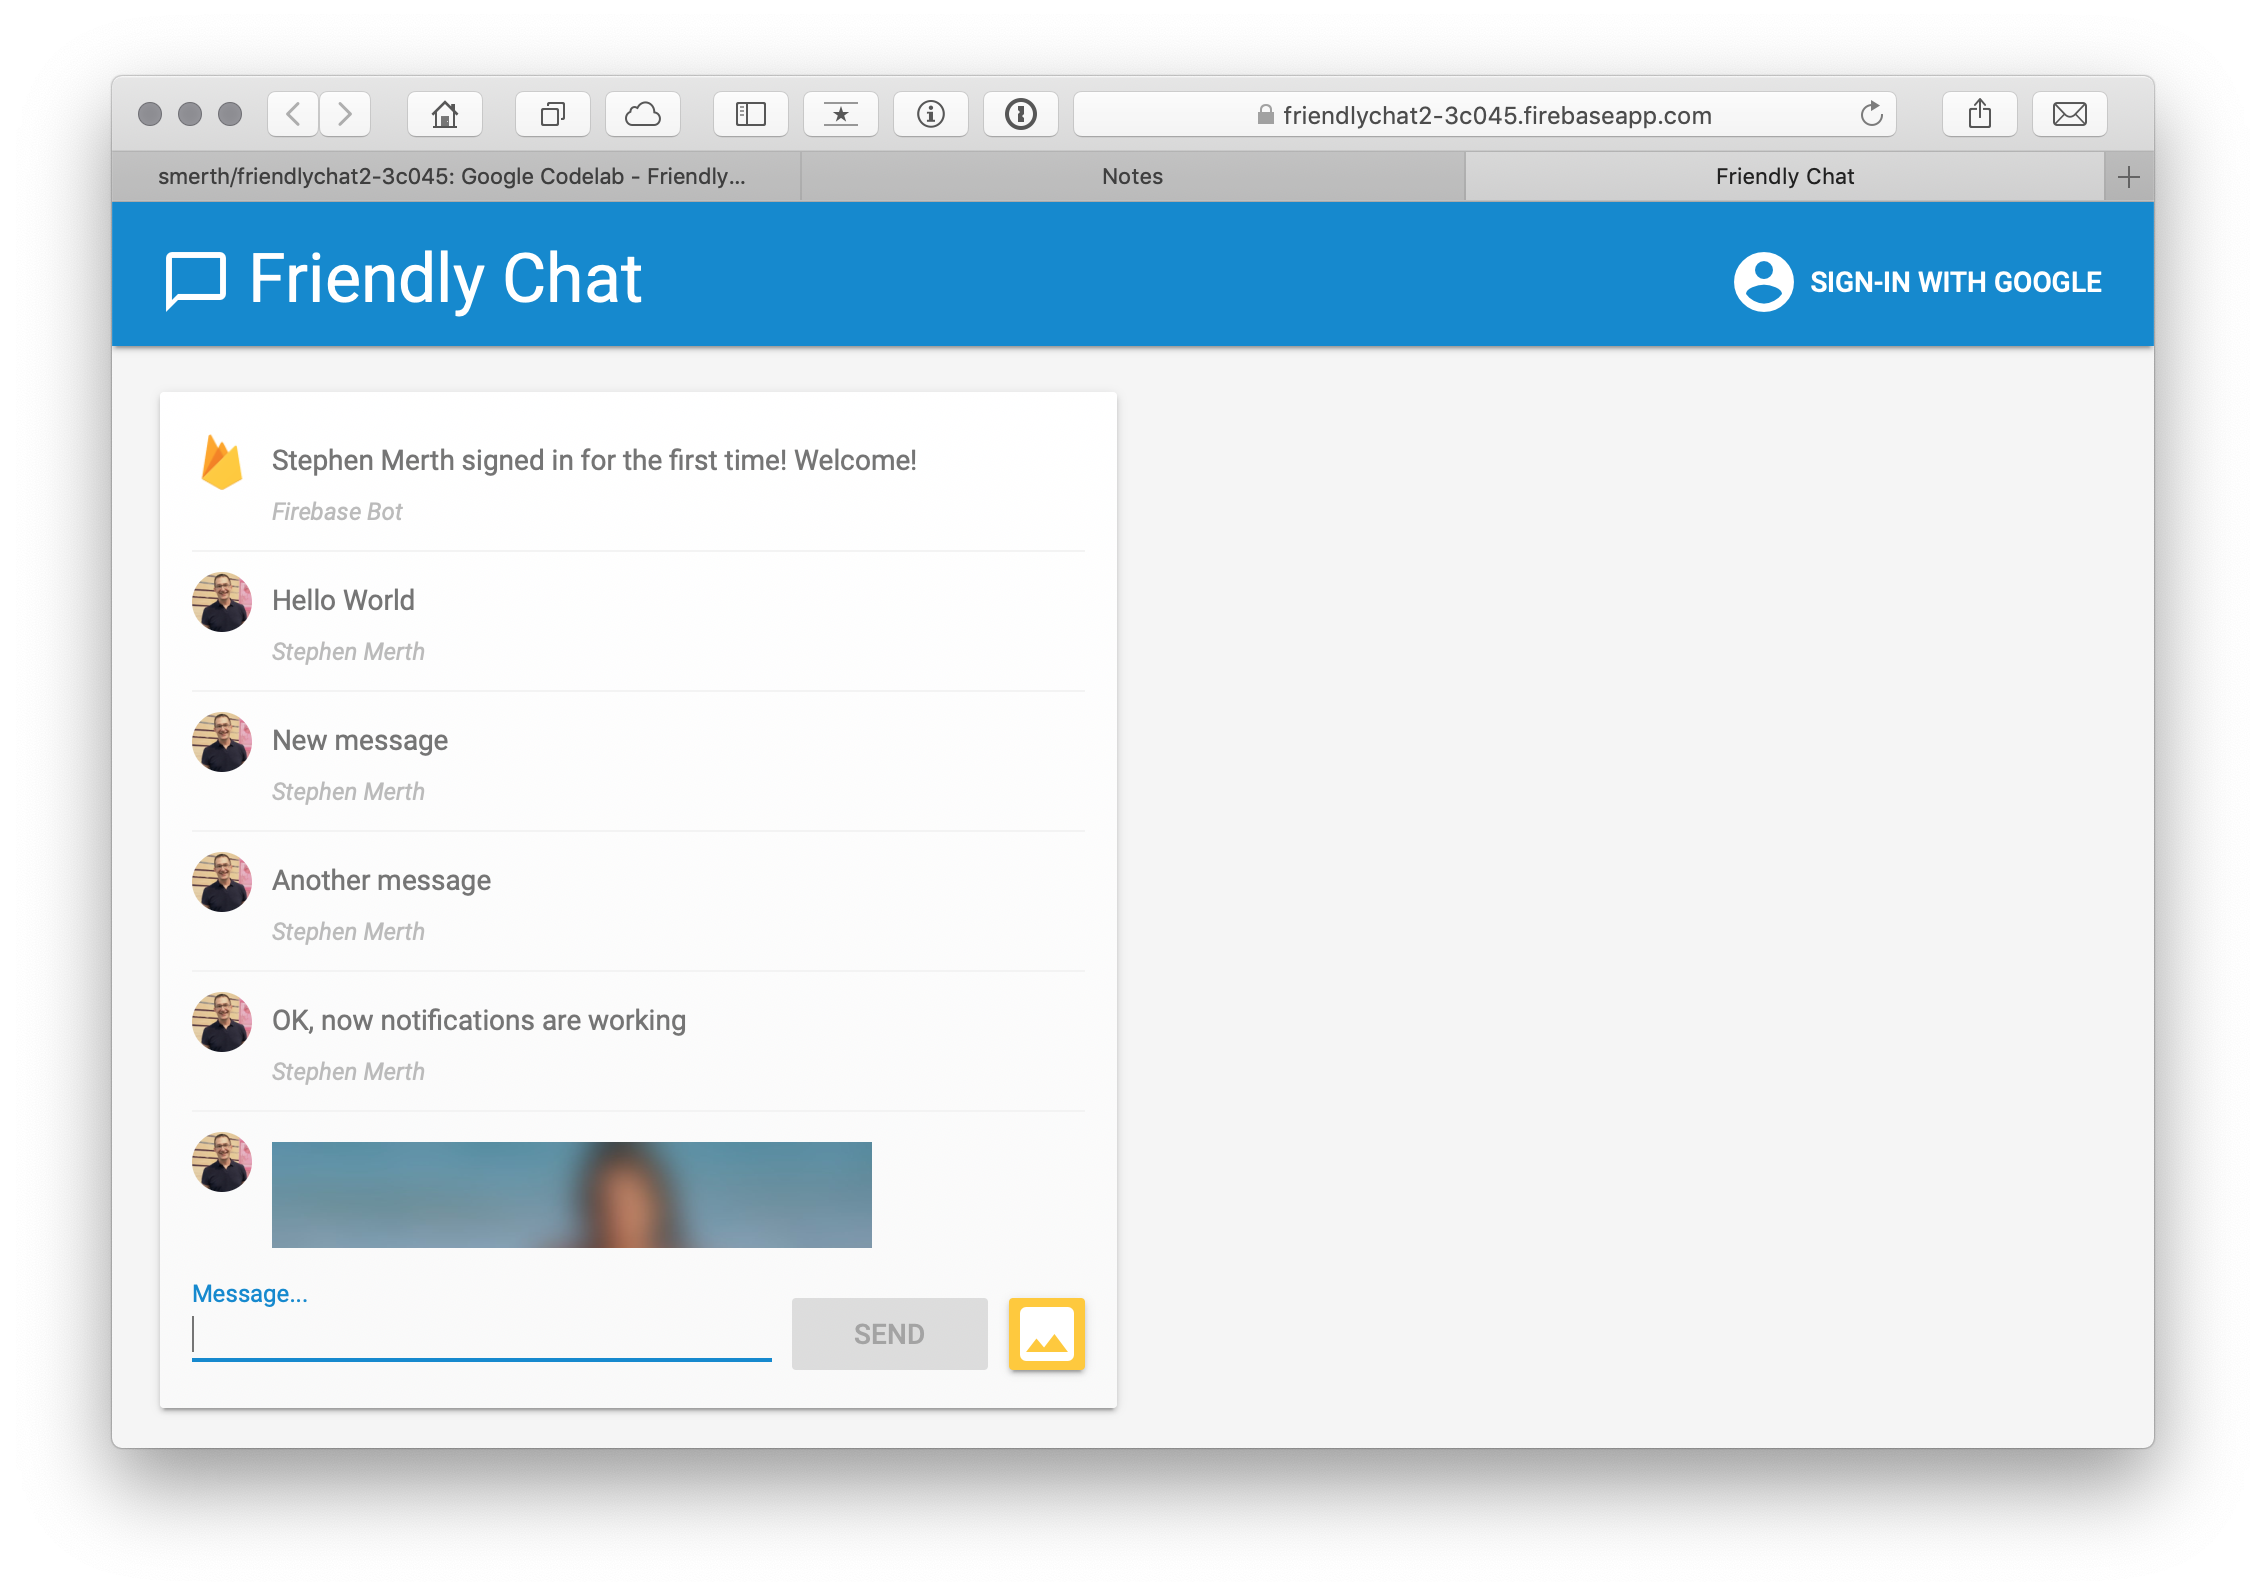 friendlychat2-3c045.firebaseapp.com
smerth/friendlychat2-3c045: Google Codelab - Friendly...
Notes
Friendly Chat
Friendly Chat
SIGN-IN WITH GOOGLE
Stephen Merth signed in for the first time! Welcome!
Firebase Bot
Hello World
Stephen Merth
New message
Stephen Merth
Another message
Stephen Merth
OK, now notifications are working
Stephen Merth
Message...
SEND